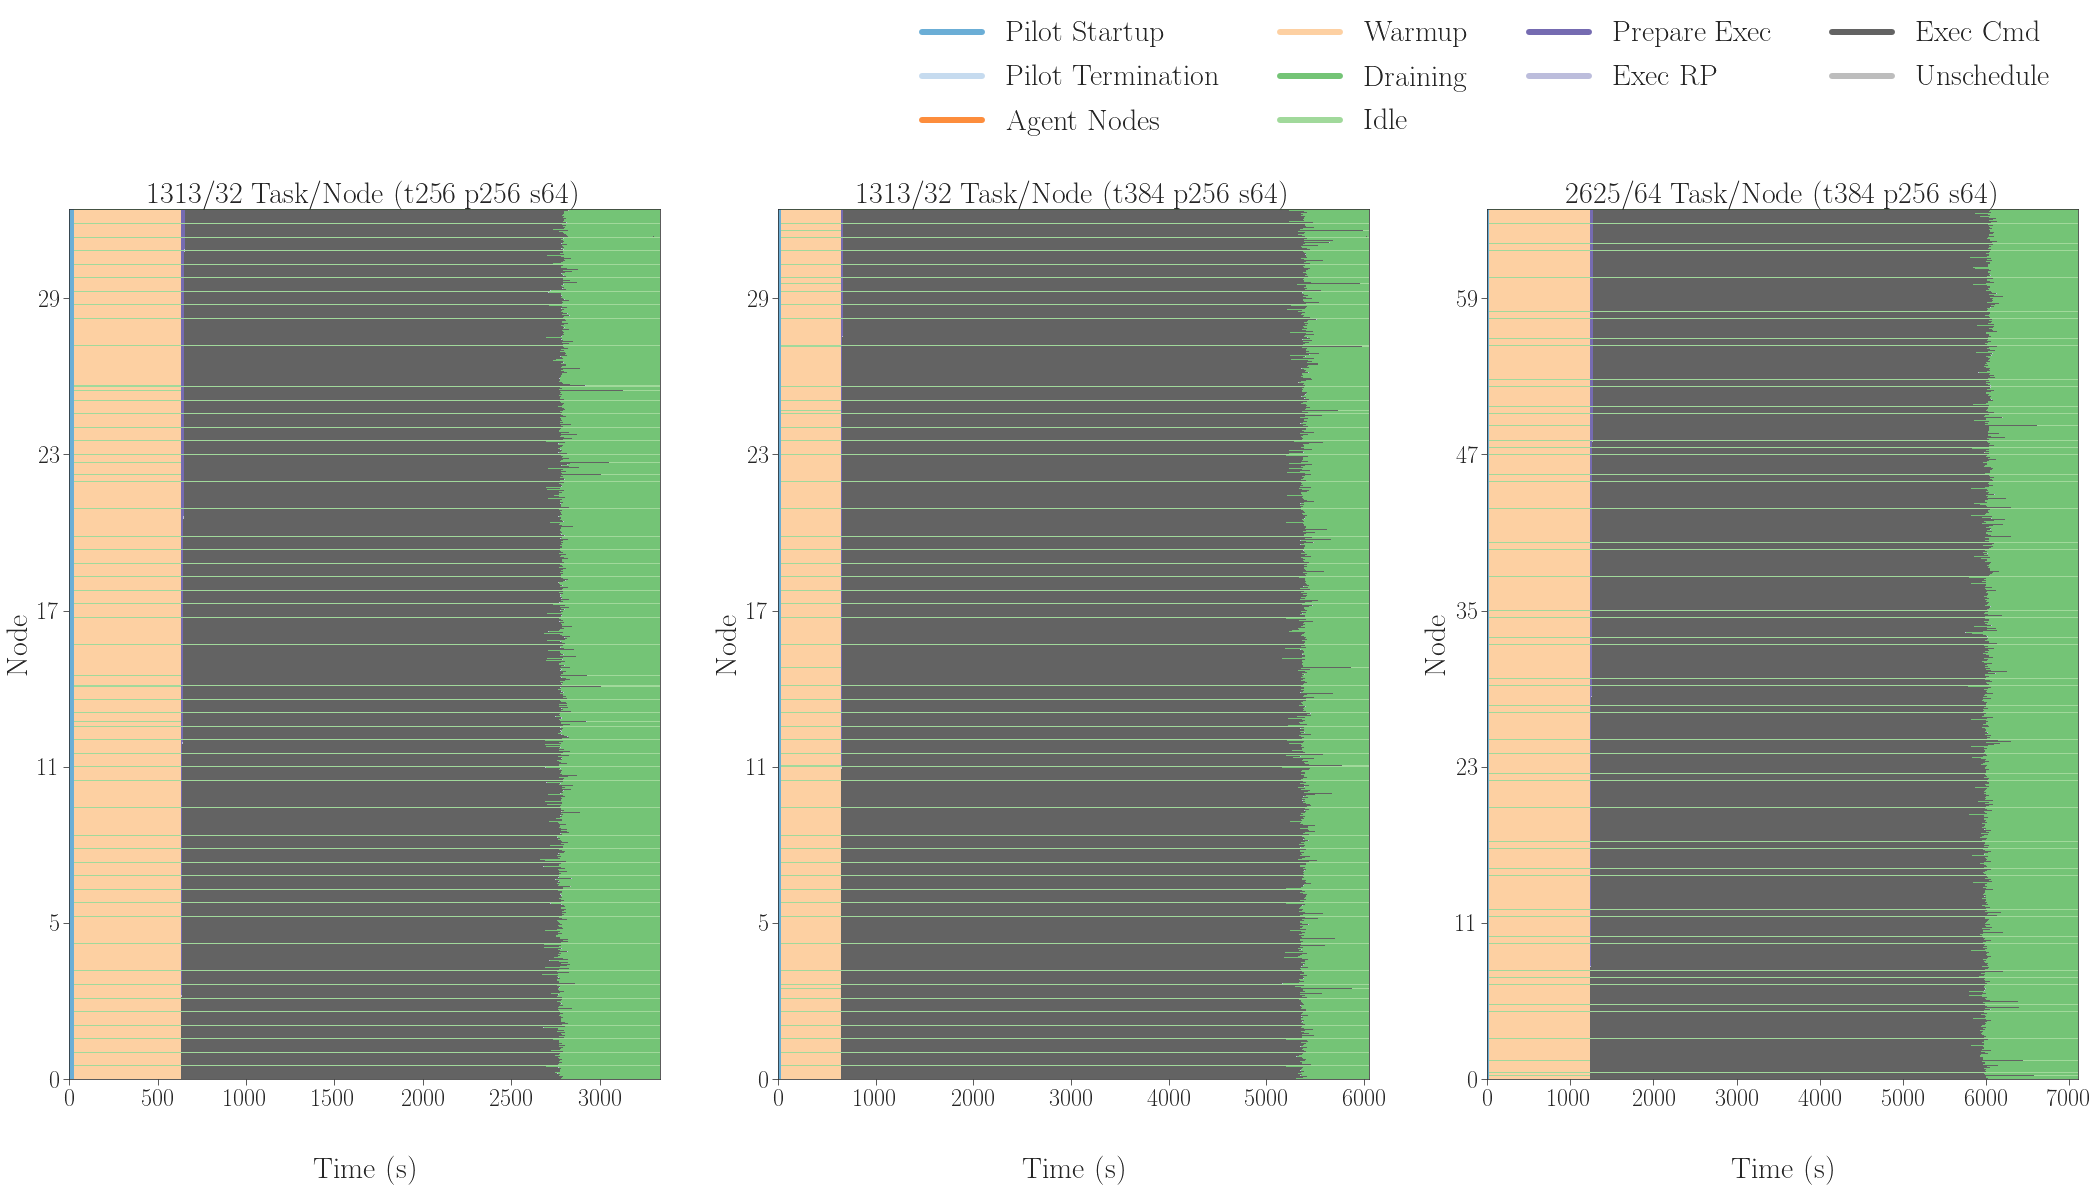 Pilot Startup
Warmup
Prepare Exec
Exec Cmd
Pilot Termination
Draining
Exec RP
Unschedule
Agent Nodes
Idle
1313/32 Task/Node (t256 p256 s64)
Node
29
23
17
11
5
0
0 500 1000 1500 2000 2500 3000
Time (s)
1313/32 Task/Node (t384 p256 s64)
Node
29
23
17
11
5
0
0 1000 2000 3000 4000 5000 6000
Time (s)
2625/64 Task/Node (t384 p256 s64)
Node
59
47
35
23
11
0
0 1000 2000 3000 4000 5000 6000 7000
Time (s)